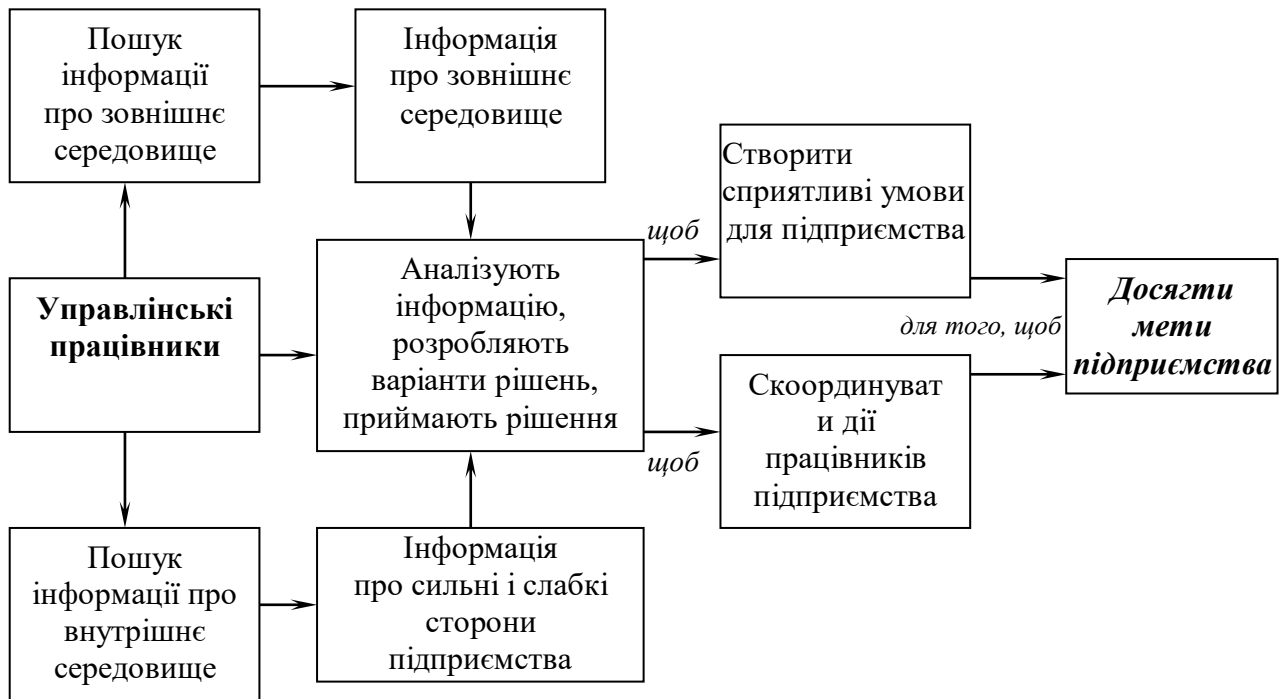 Пошук
інформації
про зовнішнє
середовище
Інформація
про зовнішнє
середовище
Створити
сприятливі умови
для підприємства
щоб
Управлінські
працівники
Аналізують
інформацію,
розробляють
варіанти рішень,
приймають рішення
Досягти
мети
підприємства
для того, щоб
щоб
Скоординуват
и дії
працівників
підприємства
Пошук
інформації про
внутрішнє
середовище
Інформація
про сильні і слабкі
сторони
підприємства